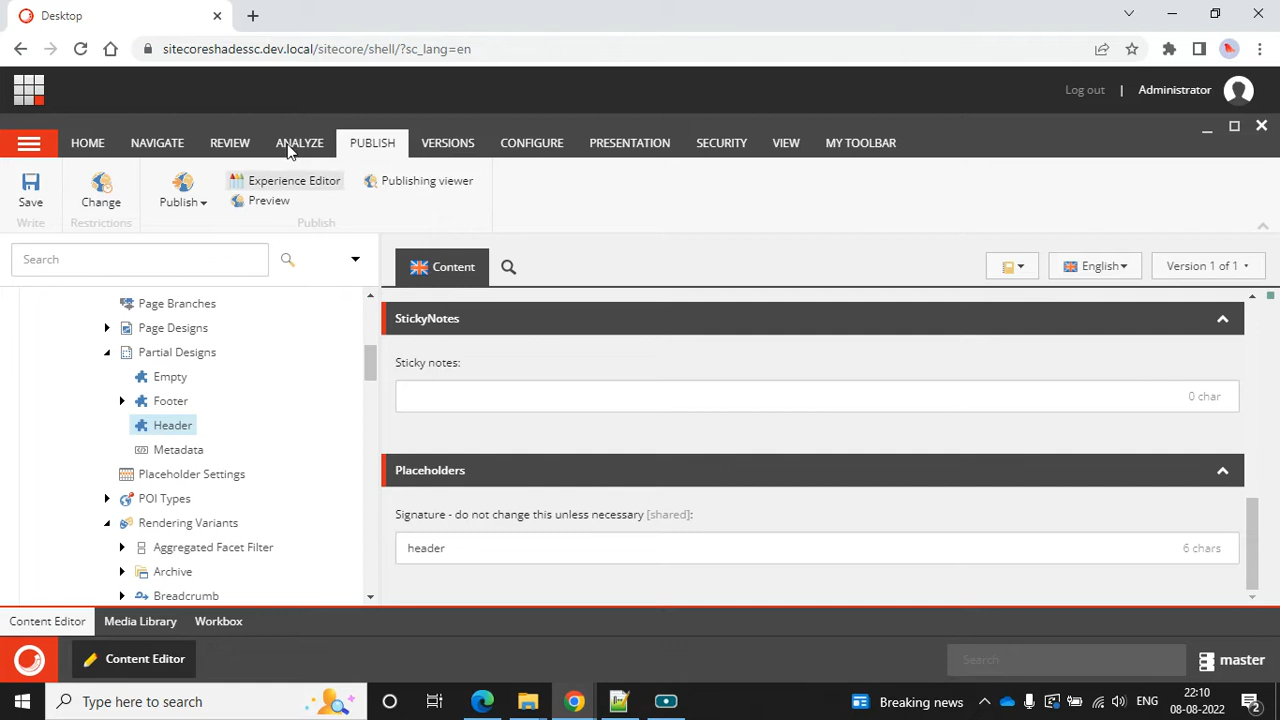 Desktop
sitecoreshadessc.dev.local/sitecore/shell/?sc_lang=en
Log out | Administrator
HOME NAVIGATE REVIEW ANALYZE PUBLISH VERSIONS CONFIGURE PRESENTATION SECURITY VIEW MY TOOLBAR
Experience Editor Publishing viewer
Save Change Publish Preview
Write Restrictions Publish
Search Content English Version 1 of 1
Page Branches
StickyNotes
Page Designs
Partial Designs
Sticky notes:
Empty
0 char
Footer
Header
Metadata
Placeholders
Placeholder Settings
POI Types
Signature - do not change this unless necessary [shared]:
Rendering Variants
Aggregated Facet Filter
header 6 chars
Archive
Breadcrumb
Content Editor Media Library Workbox
Content Editor Search master
Type here to search Breaking news ENG 22:10
08-08-2022 2